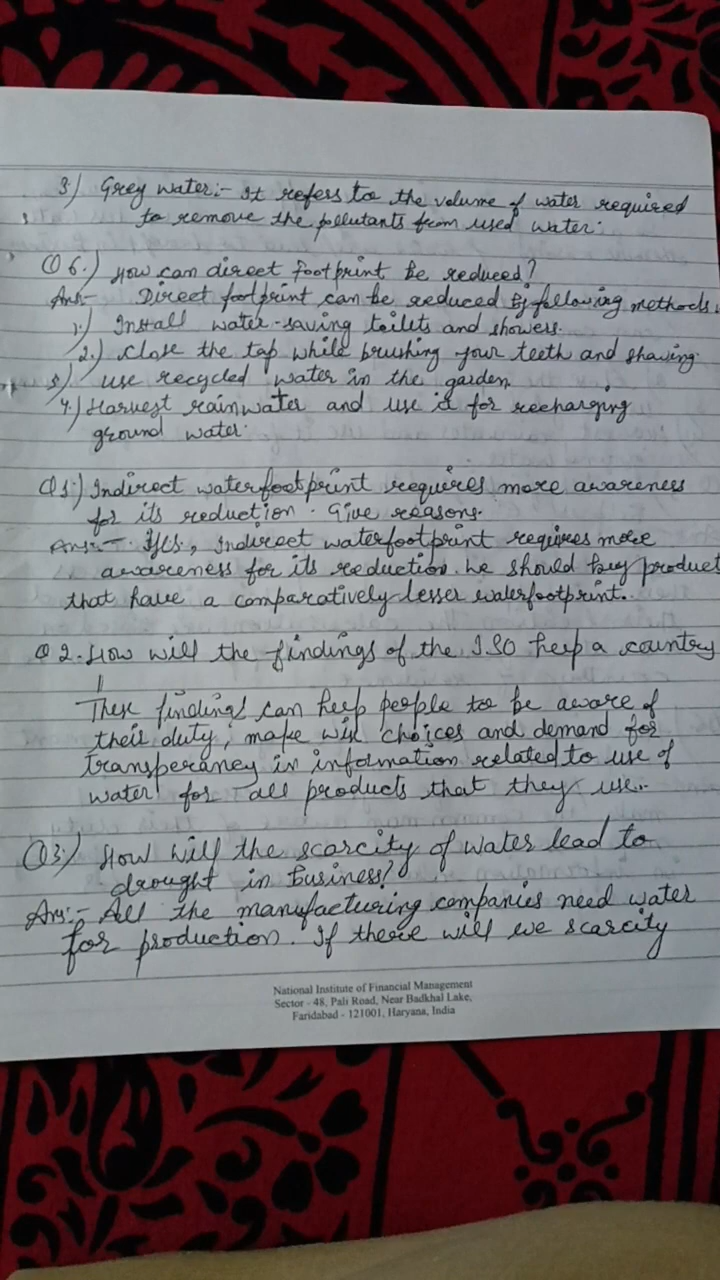 3) Grey water:- It refers to the volume of water required
to remove the pollutants from used water.
Q 6.) How can direct footprint be reduced?
Ans:- Direct footprint can be reduced by following methods.
1.) Install water-saving toilets and showers.
2.) Close the tap while brushing your teeth and shaving.
3) use recycled water in the garden.
4.) Harvest rainwater and use it for recharging
ground water.
Q1:) Indirect waterfootprint requires more awareness
for its reduction. Give reasons.
Ans:- Yes, Indirect waterfootprint requires more
awareness for its reduction. We should buy product
that have a comparatively lesser waterfootprint.
Q 2. How will the findings of the ISO help a country
These findings can help people to be aware of
their duty, make wise choices and demand for
transperancy in information related to use of
water for all products that they use.
Q3:) How will the scarcity of water lead to
drought in business?
Ans:- All the manufacturing companies need water
for production. If there will we scarcity
National Institute of Financial Management
Sector - 48, Pali Road, Near Badkhal Lake,
Faridabad - 121001, Haryana, India